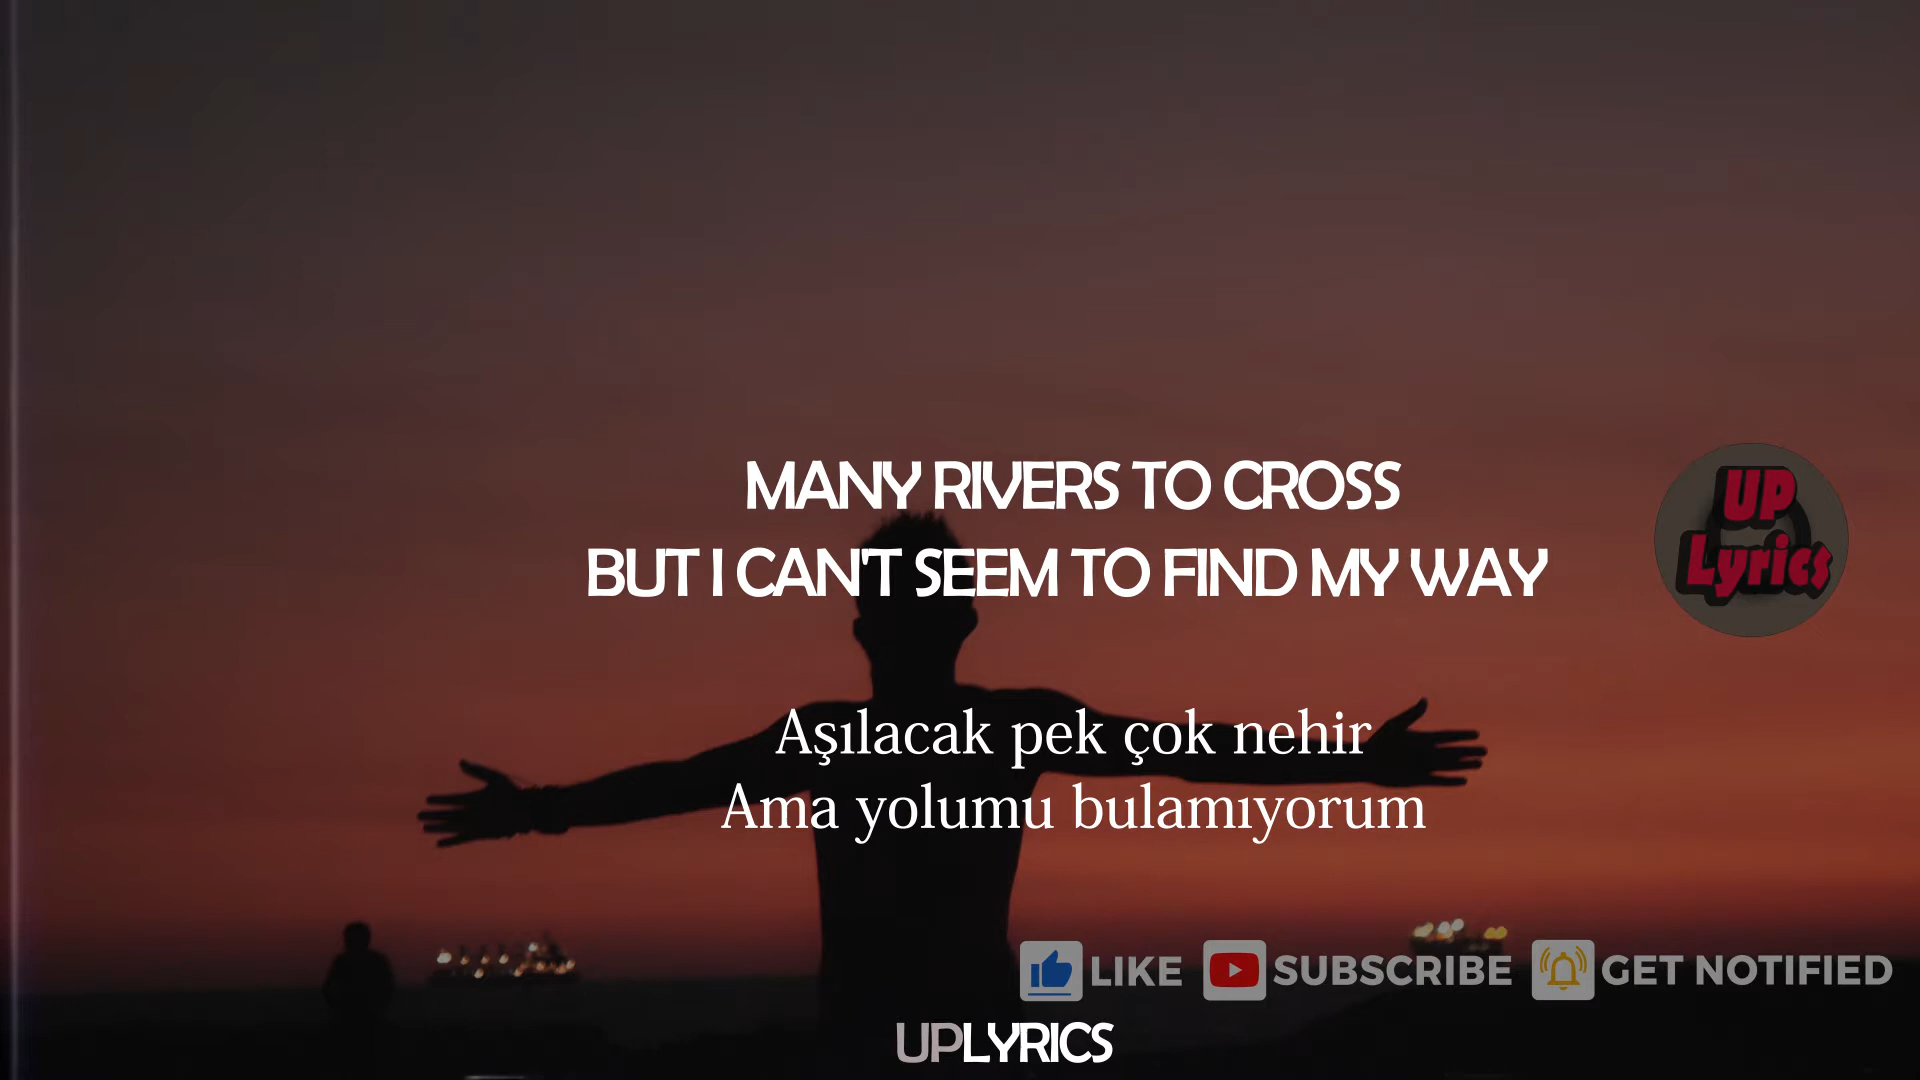 MANY RIVERS TO CROSS
BUT I CAN'T SEEM TO FIND MY WAY
UP
Lyrics
Aşılacak pek çok nehir
Ama yolumu bulamıyorum
LIKE SUBSCRIBE GET NOTIFIED
UPLYRICS